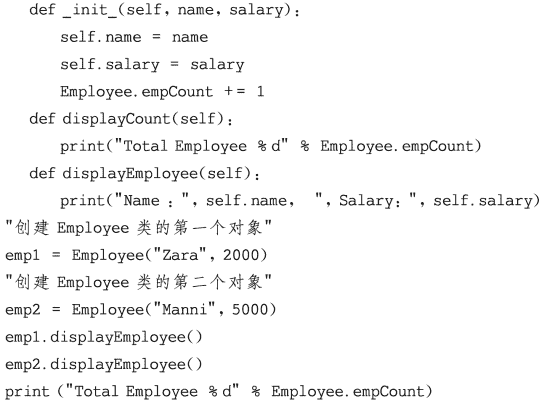 def _init_(self, name, salary):
self.name = name
self.salary = salary
Employee.empCount += 1
def displayCount(self):
print("Total Employee %d" % Employee.empCount)
def displayEmployee(self):
print("Name :", self.name, ", Salary:", self.salary)
"创建 Employee 类的第一个对象"
emp1 = Employee("Zara", 2000)
"创建 Employee 类的第二个对象"
emp2 = Employee("Manni", 5000)
emp1.displayEmployee()
emp2.displayEmployee()
print ("Total Employee %d" % Employee.empCount)